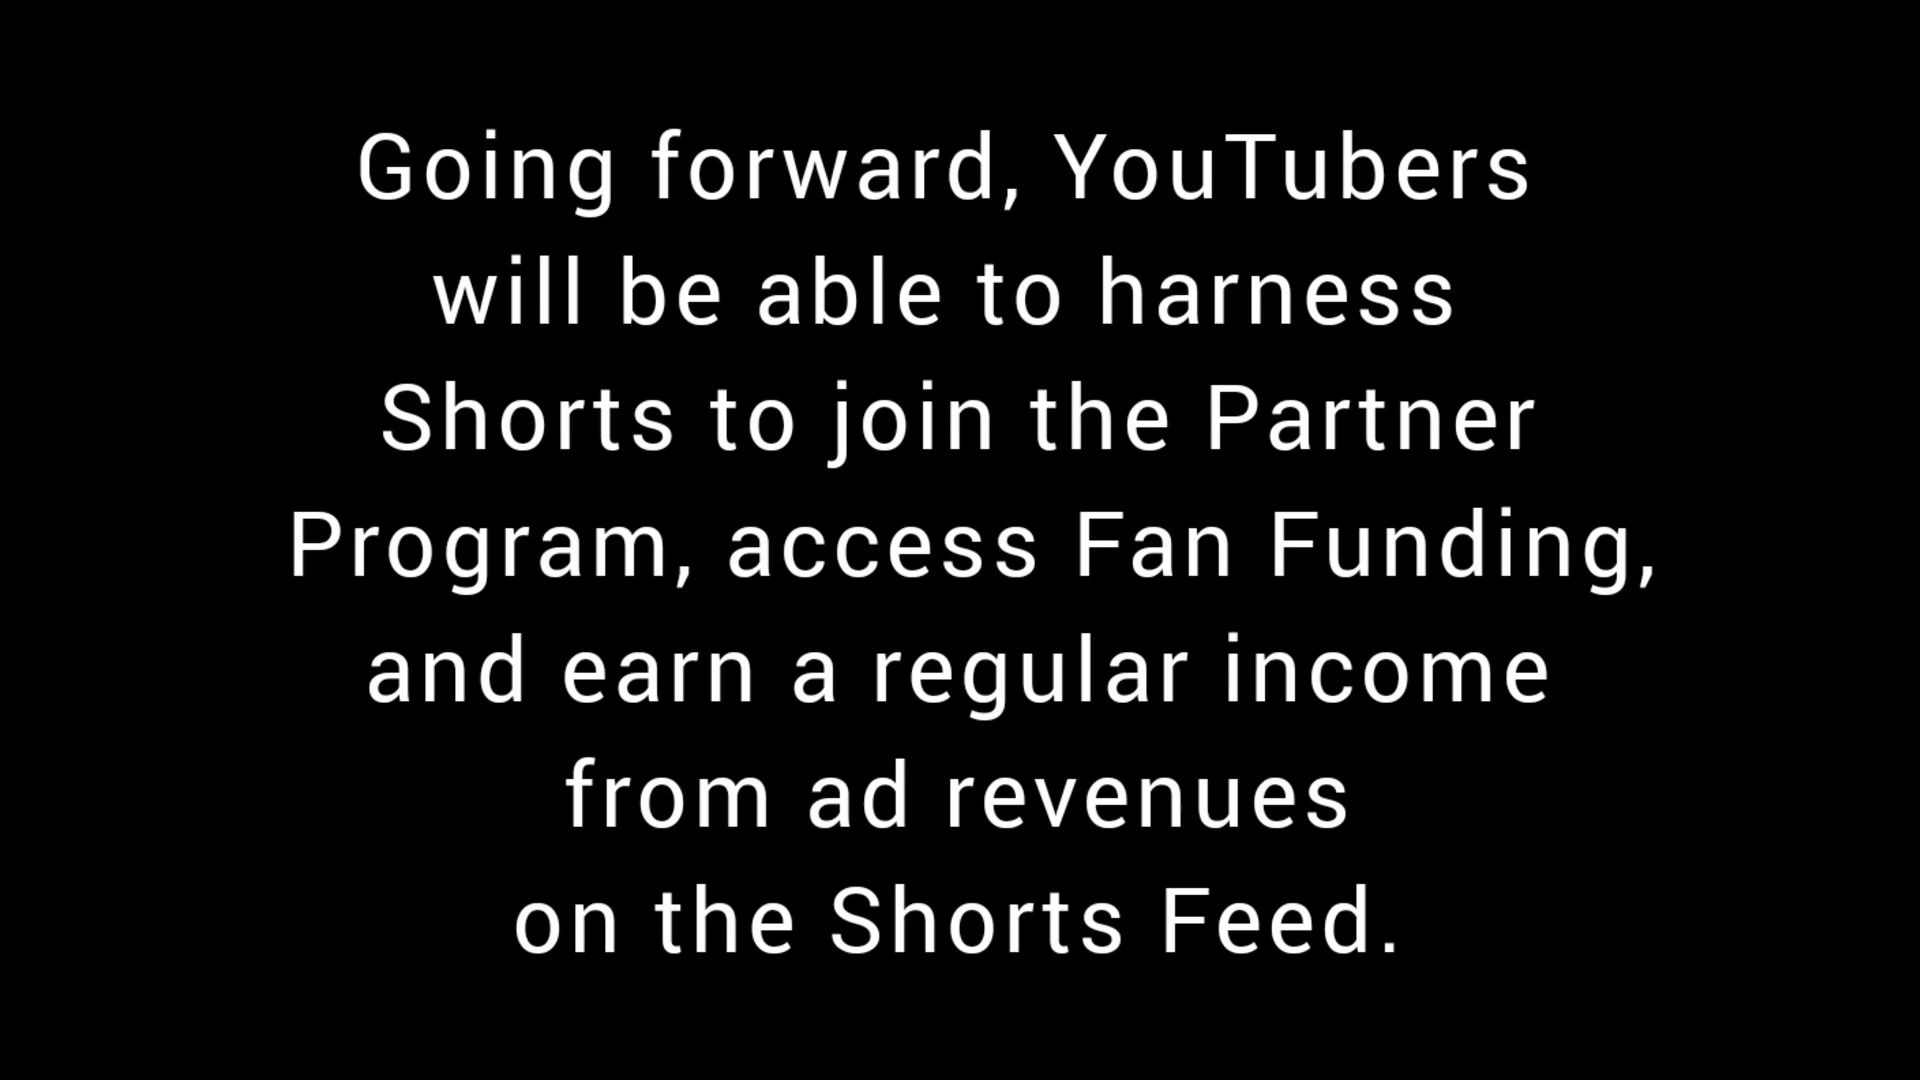 Going forward, YouTubers
will be able to harness
Shorts to join the Partner
Program, access Fan Funding,
and earn a regular income
from ad revenues
on the Shorts Feed.